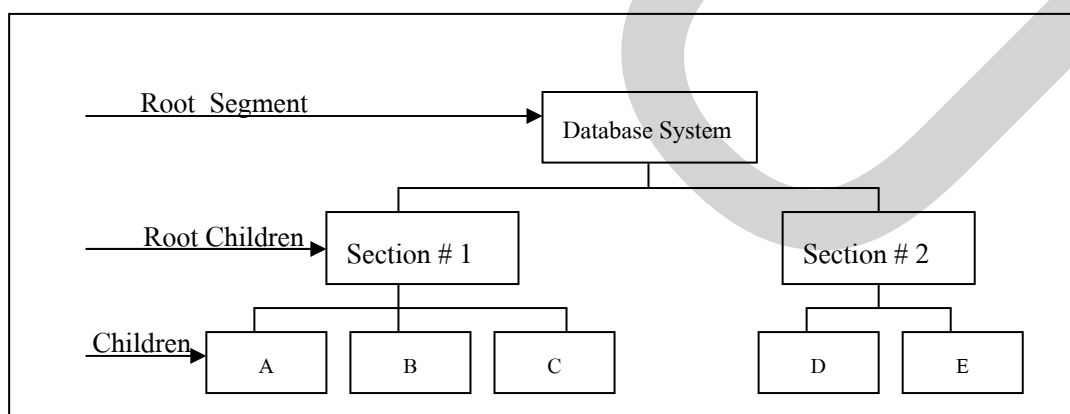 Root Segment
Database System
Root Children
Section # 1
Section # 2
Children
A
B
C
D
E